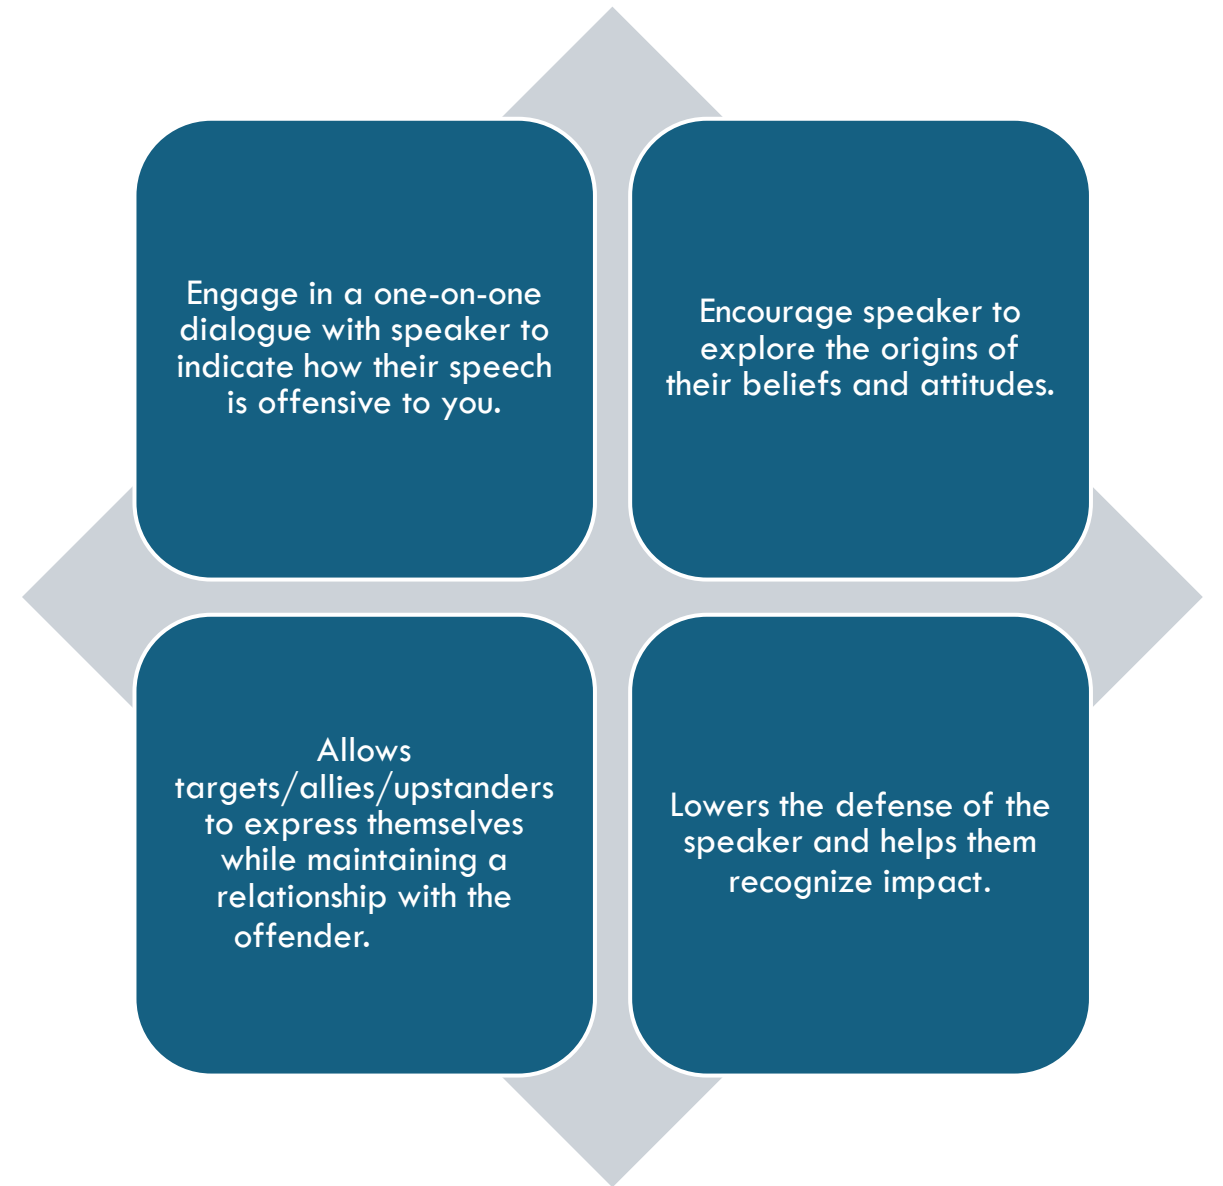 Engage in a one-on-one
dialogue with speaker to
indicate how their speech
is offensive to you.
Encourage speaker to
explore the origins of
their beliefs and attitudes.
Allows
targets/allies/upstanders
to express themselves
while maintaining a
relationship with the
offender.
Lowers the defense of the
speaker and helps them
recognize impact.